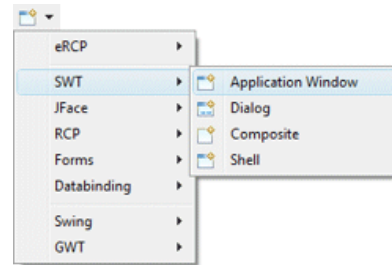 eRCP
SWT
JFace
RCP
Forms
Databinding
Swing
GWT
Application Window
Dialog
Composite
Shell